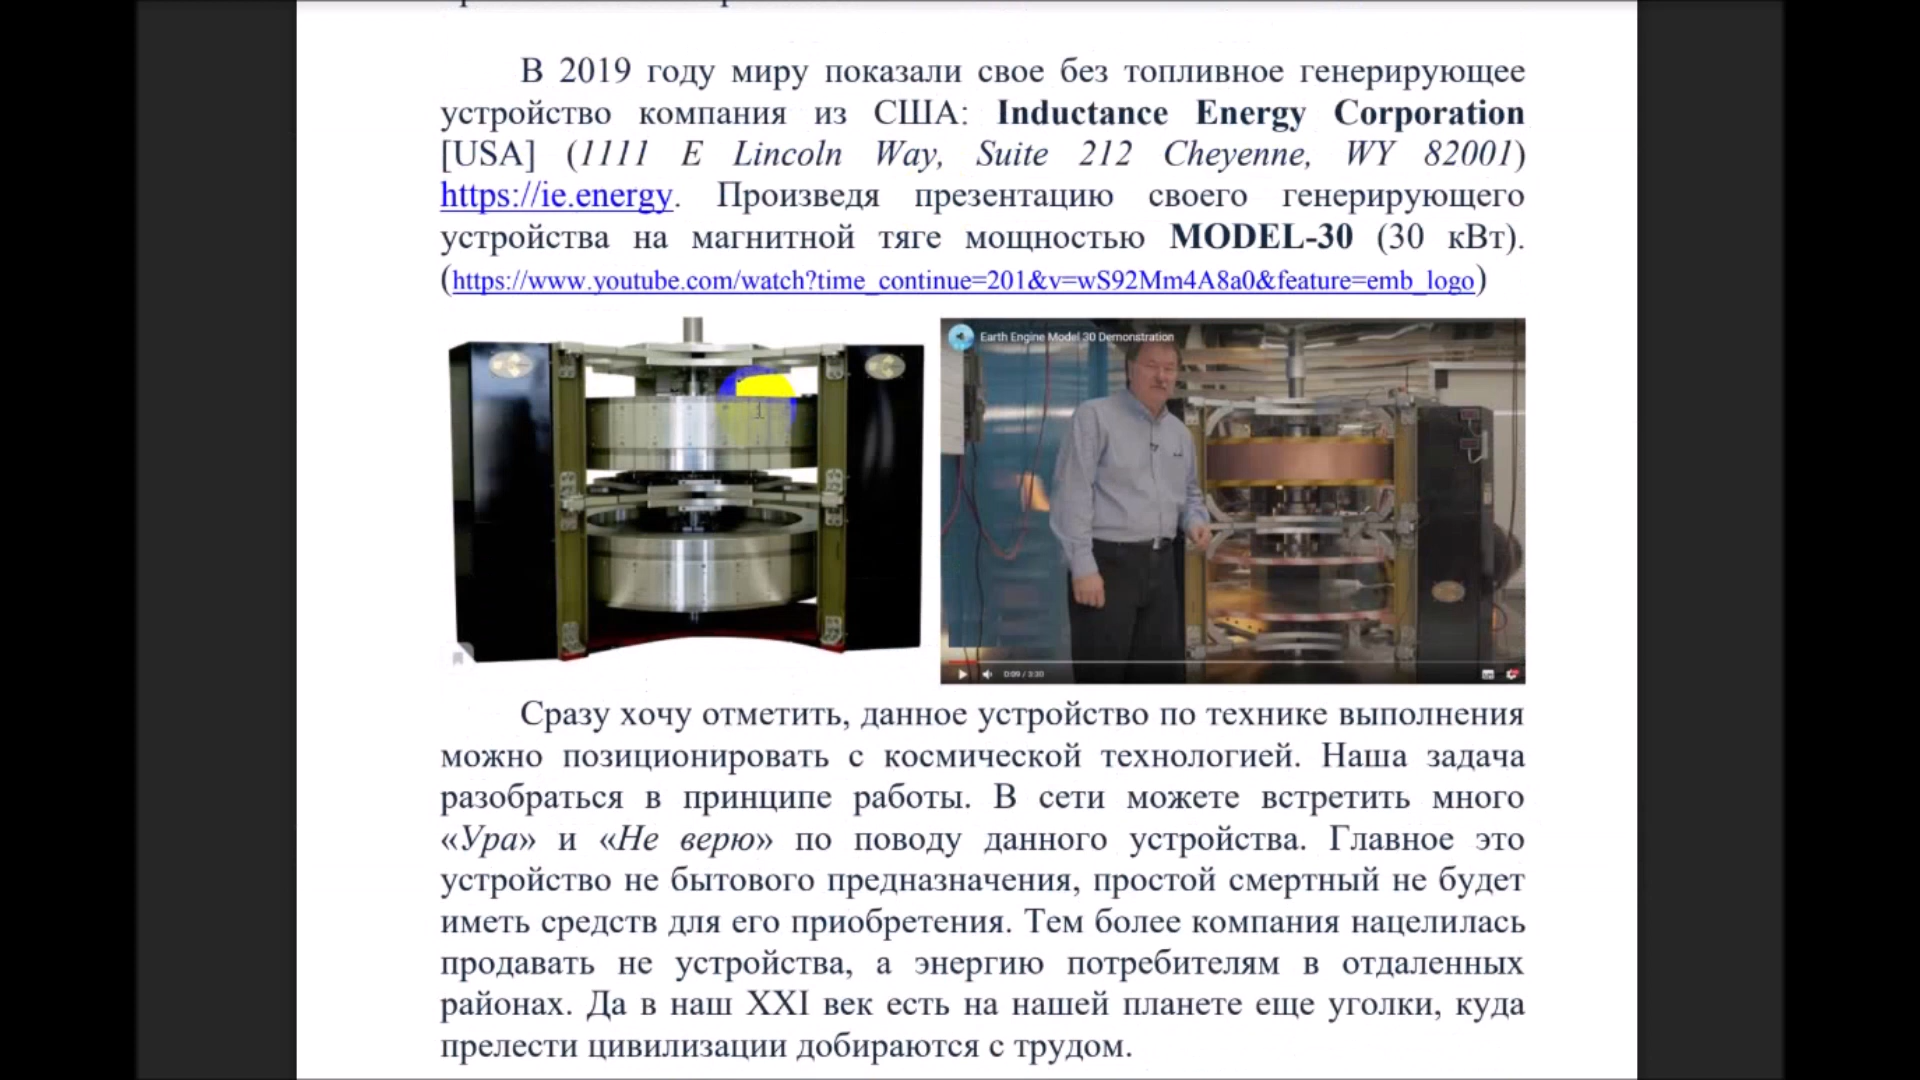 В 2019 году миру показали свое без топливное генерирующее
устройство компания из США: Inductance Energy Corporation
[USA] (1111 E Lincoln Way, Suite 212 Cheyenne, WY 82001)
https://ie.energy. Произведя презентацию своего генерирующего
устройства на магнитной тяге мощностью MODEL-30 (30 кВт).
(https://www.youtube.com/watch?time_continue=201&v=wS92Mm4A8a0&feature=emb_logo)
1
Earth Engine Model 30 Demonstration
0:09 / 3:30
Сразу хочу отметить, данное устройство по технике выполнения
можно позиционировать с космической технологией. Наша задача
разобраться в принципе работы. В сети можете встретить много
«Ура» и «Не верю» по поводу данного устройства. Главное это
устройство не бытового предназначения, простой смертный не будет
иметь средств для его приобретения. Тем более компания нацелилась
продавать не устройства, а энергию потребителям в отдаленных
районах. Да в наш XXI век есть на нашей планете еще уголки, куда
прелести цивилизации добираются с трудом.